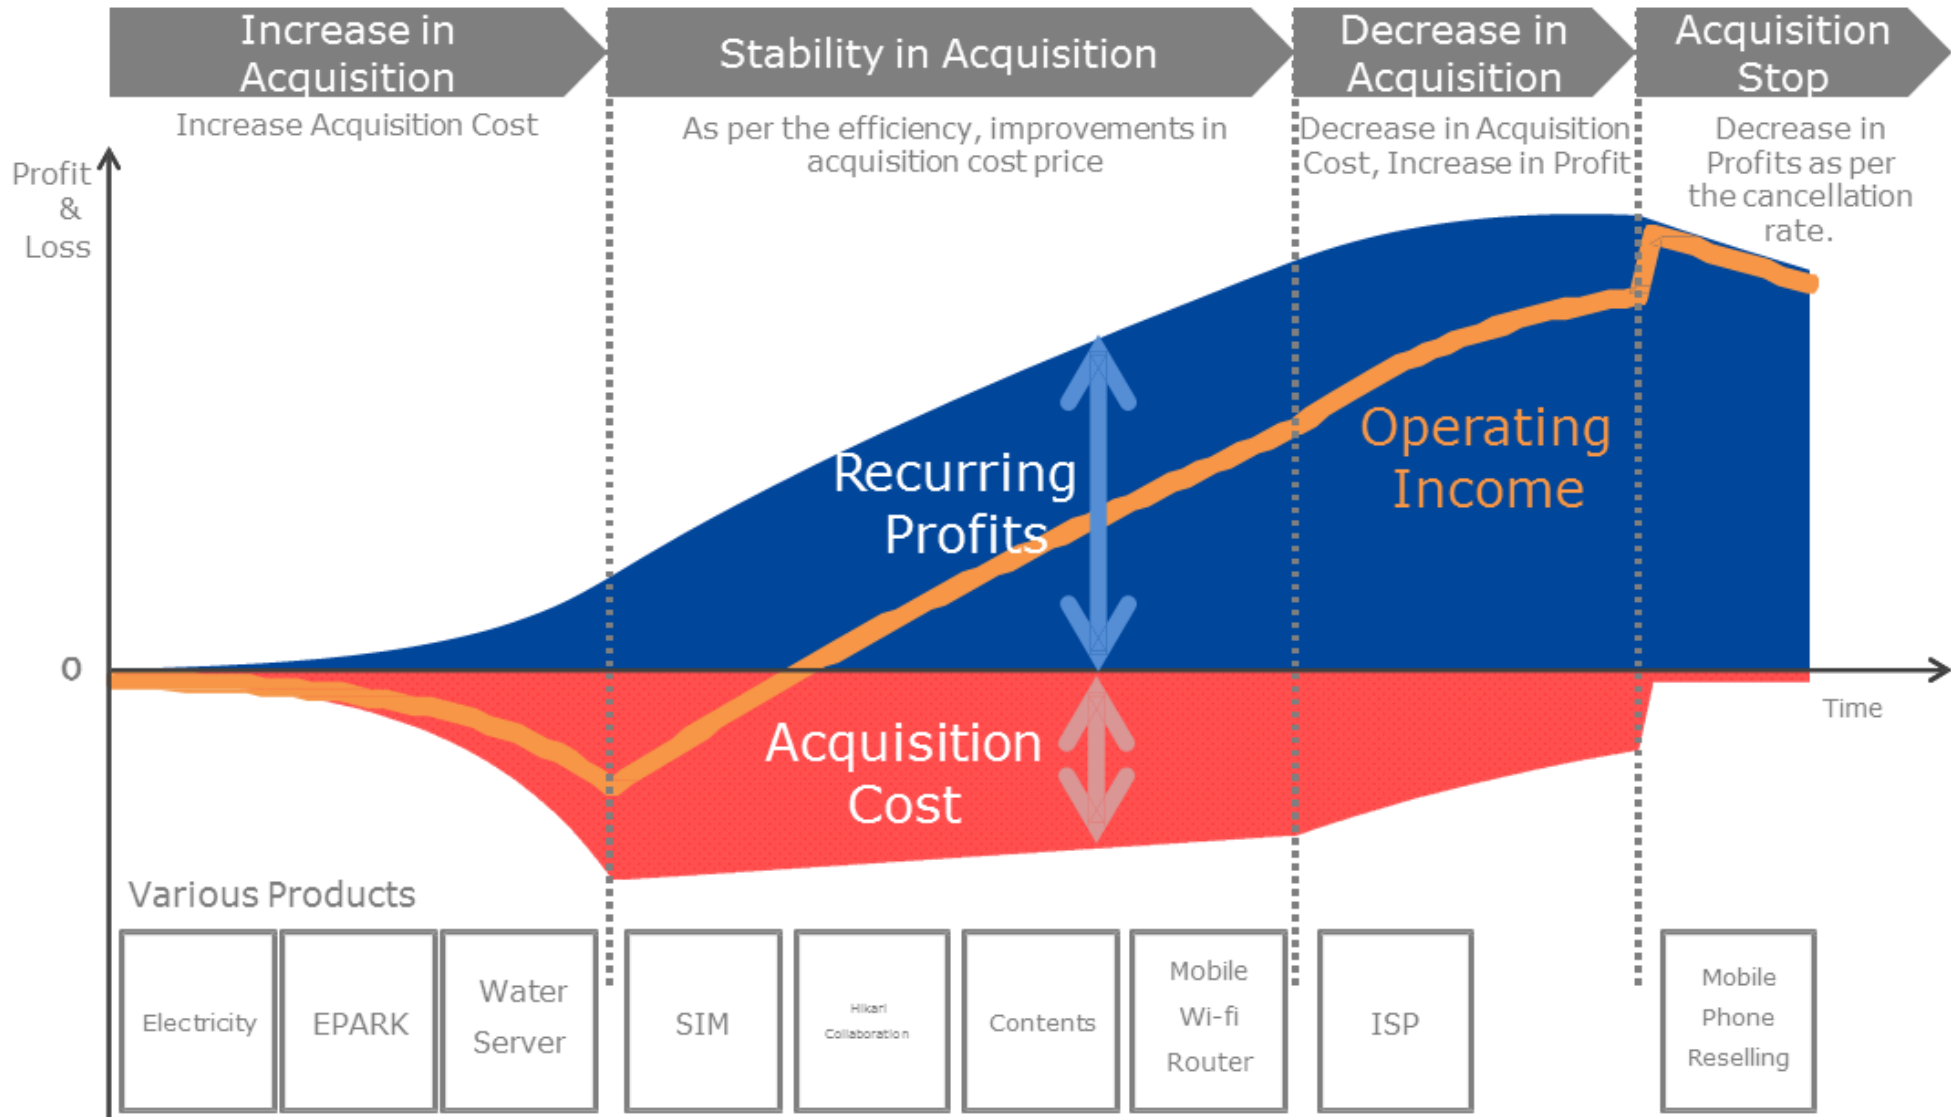 Increase in
Acquisition
Stability in Acquisition
Decrease in
Acquisition
Acquisition
Stop
Increase Acquisition Cost
As per the efficiency, improvements in
acquisition cost price
Decrease in Acquisition
Cost, Increase in Profit
Decrease in
Profits as per
the cancellation
rate.
Profit
&
Loss
Recurring
Profits
Operating
Income
0
Time
Acquisition
Cost
Various Products
Electricity
EPARK
Water
Server
SIM
Hikari
Collaboration
Contents
Mobile
Wi-fi
Router
ISP
Mobile
Phone
Reselling